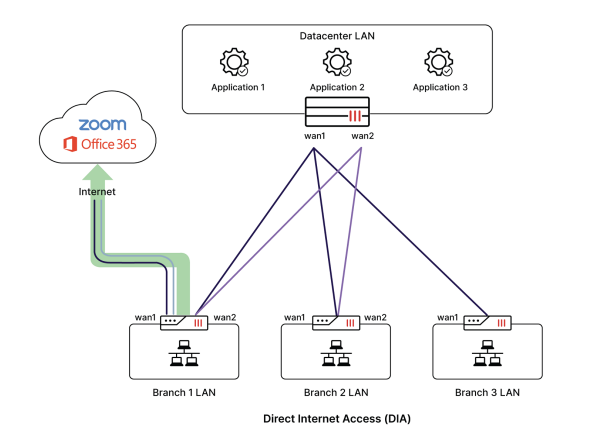 Datacenter LAN
Application 1
Application 2
Application 3
wan1
wan2
zoom
Office 365
Internet
wan1
wan2
wan1
wan2
wan1
Branch 1 LAN
Branch 2 LAN
Branch 3 LAN
Direct Internet Access (DIA)